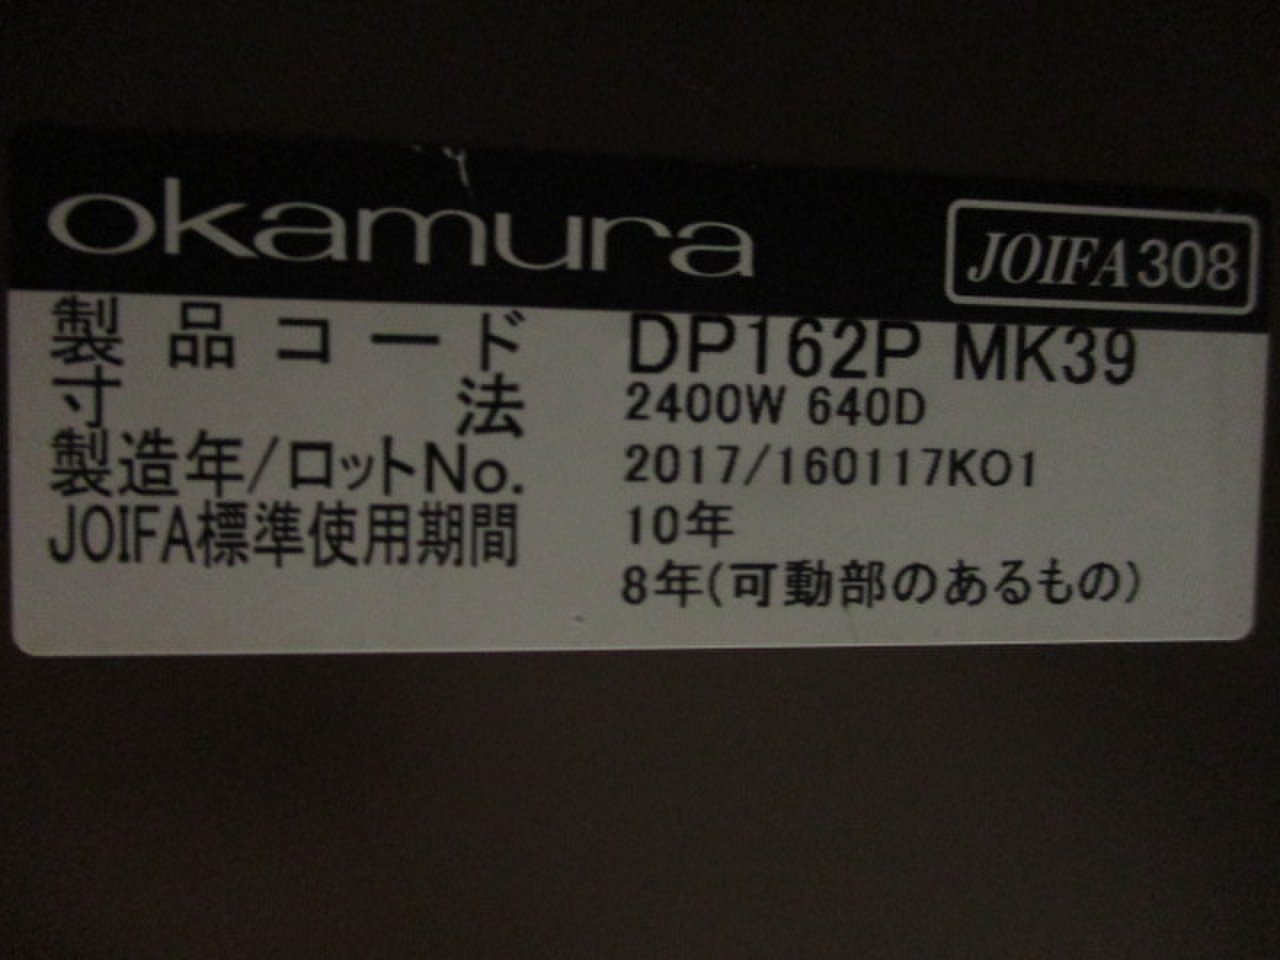 okamura
JOIFA308
製品コード DP162P MK39
寸法 2400W 640D
製造年/ロットNo. 2017/160117K01
JOIFA標準使用期間 10年
8年(可動部のあるもの)